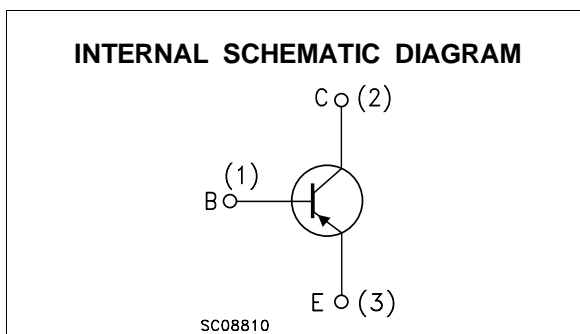 INTERNAL SCHEMATIC DIAGRAM
C (2)
(1)
B
E (3)
SC08810